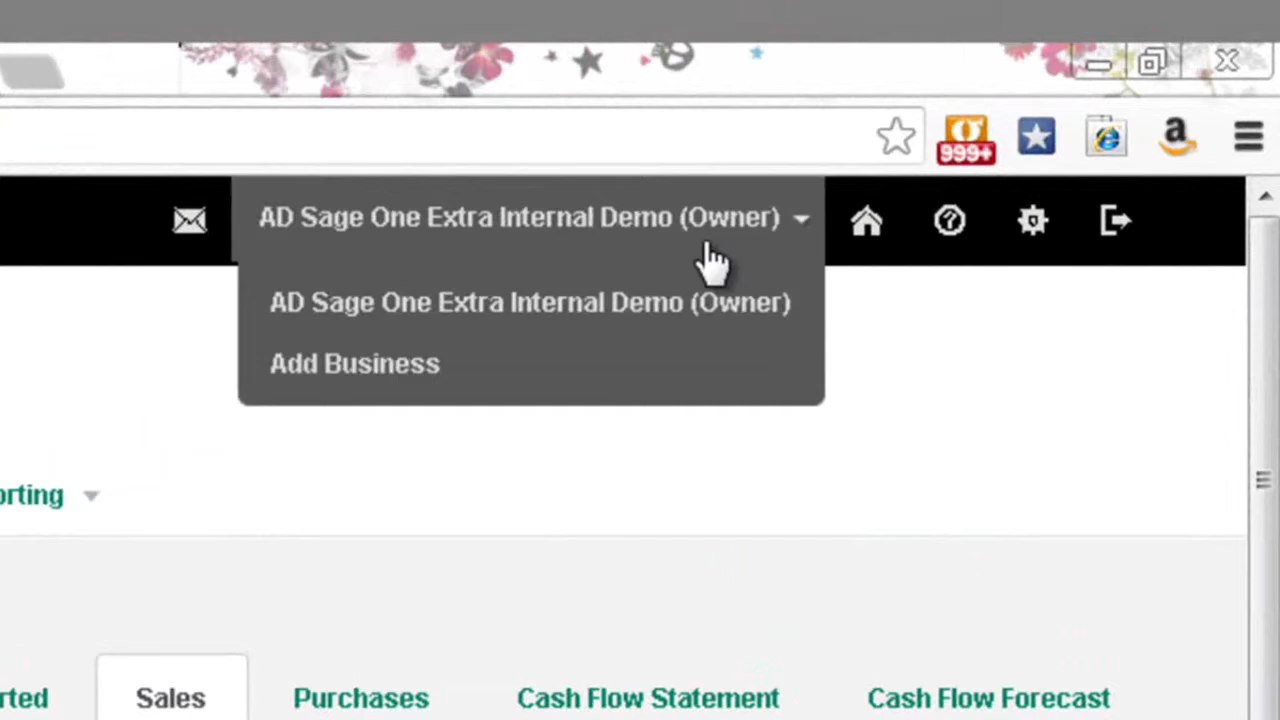 999+
AD Sage One Extra Internal Demo (Owner)
AD Sage One Extra Internal Demo (Owner)
Add Business
orting
rted Sales Purchases Cash Flow Statement Cash Flow Forecast